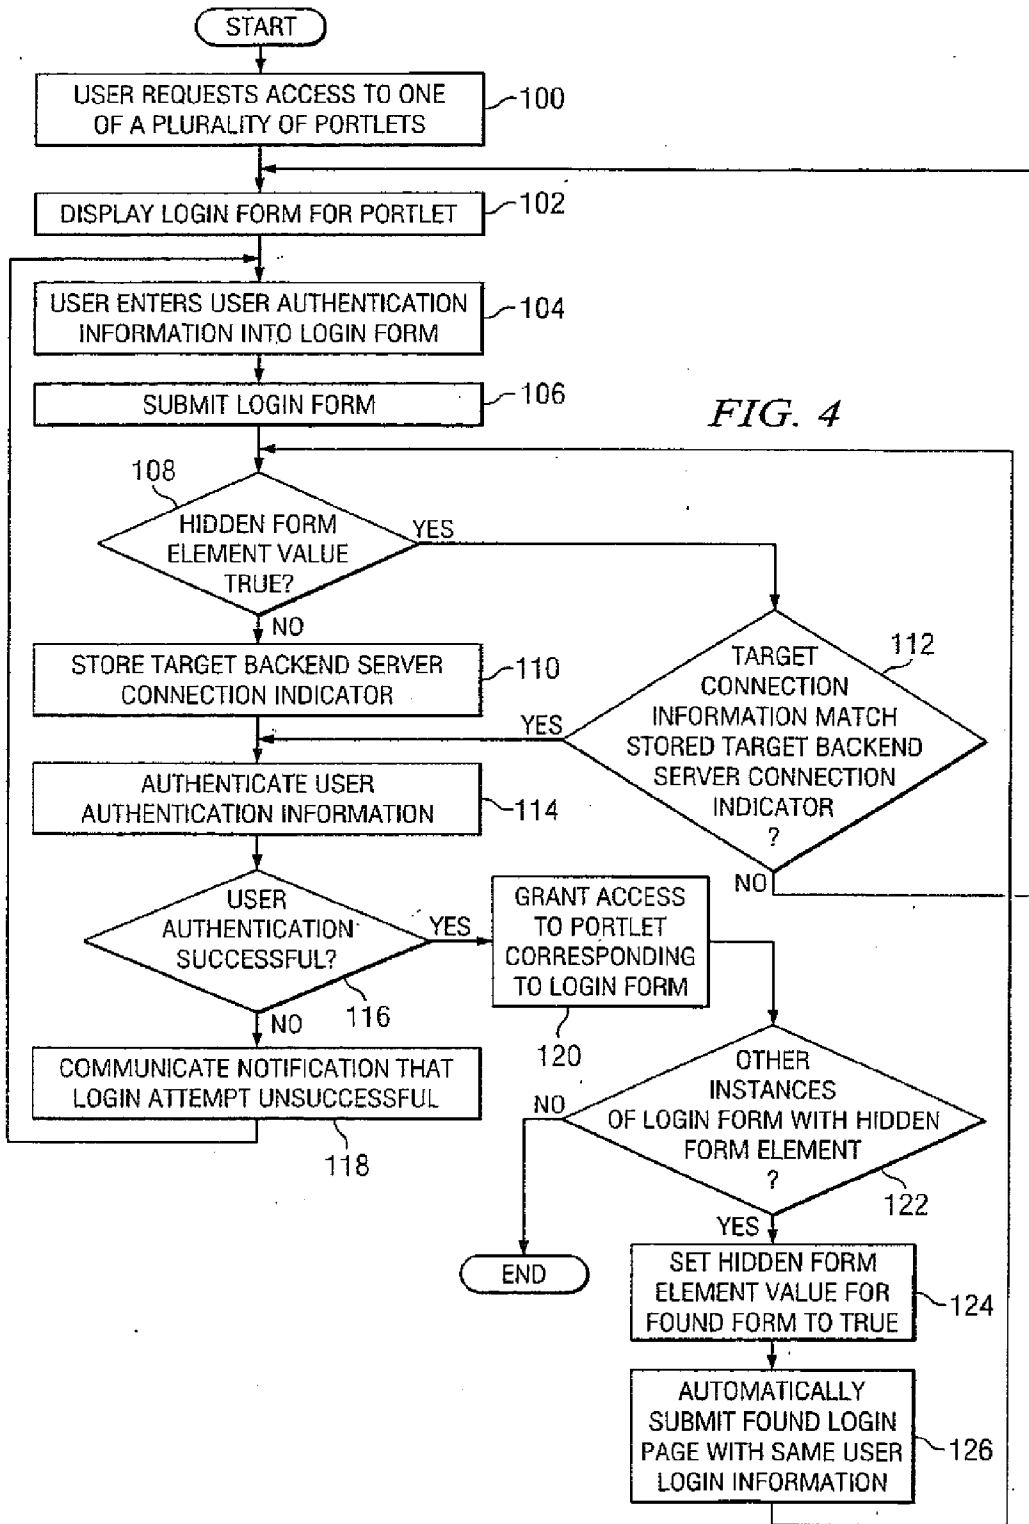 START
USER REQUESTS ACCESS TO ONE
OF A PLURALITY OF PORTLETS
100
DISPLAY LOGIN FORM FOR PORTLET
102
USER ENTERS USER AUTHENTICATION
INFORMATION INTO LOGIN FORM
104
SUBMIT LOGIN FORM
106
FIG. 4
108
HIDDEN FORM
ELEMENT VALUE
TRUE?
YES
NO
STORE TARGET BACKEND SERVER
CONNECTION INDICATOR
110
112
TARGET
CONNECTION
INFORMATION MATCH
STORED TARGET BACKEND
SERVER CONNECTION
INDICATOR
?
YES
NO
AUTHENTICATE USER
AUTHENTICATION INFORMATION
114
USER
AUTHENTICATION
SUCCESSFUL?
YES
116
NO
GRANT ACCESS
TO PORTLET
CORRESPONDING
TO LOGIN FORM
120
COMMUNICATE NOTIFICATION THAT
LOGIN ATTEMPT UNSUCCESSFUL
118
OTHER
INSTANCES
OF LOGIN FORM WITH HIDDEN
FORM ELEMENT
?
NO
122
YES
END
SET HIDDEN FORM
ELEMENT VALUE FOR
FOUND FORM TO TRUE
124
AUTOMATICALLY
SUBMIT FOUND LOGIN
PAGE WITH SAME USER
LOGIN INFORMATION
126